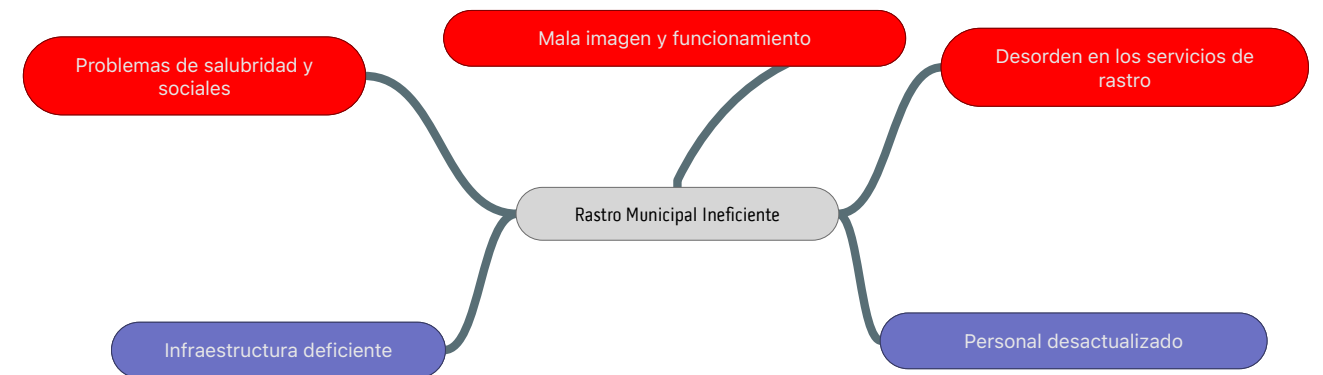 Mala imagen y funcionamiento
Problemas de salubridad y
sociales
Desorden en los servicios de
rastro
Rastro Municipal Ineficiente
Infraestructura deficiente
Personal desactualizado